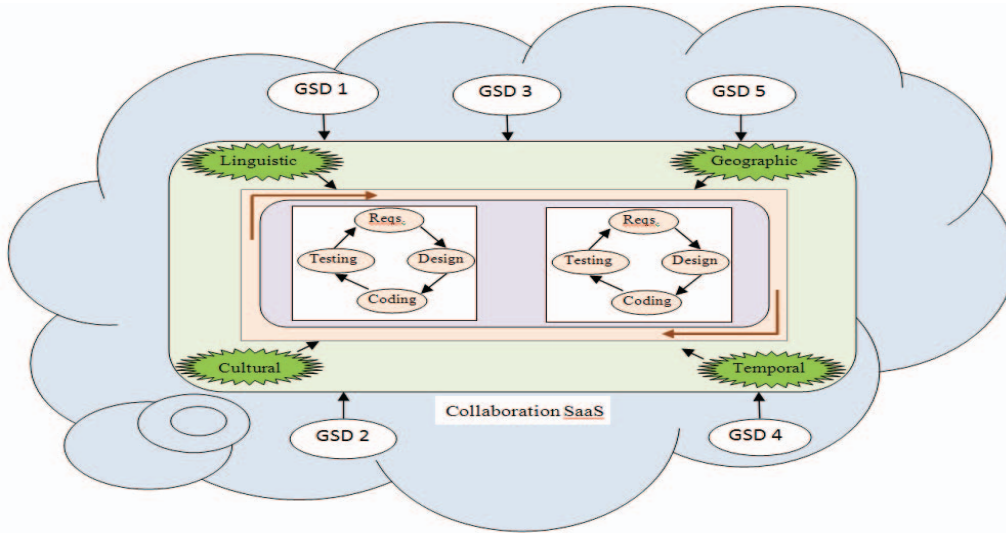 GSD 1
GSD 3
GSD 5
Linguistic
Geographic
Reqs.
Testing
Design
Coding
Reqs.
Testing
Design
Coding
Cultural
Temporal
Collaboration SaaS
GSD 2
GSD 4